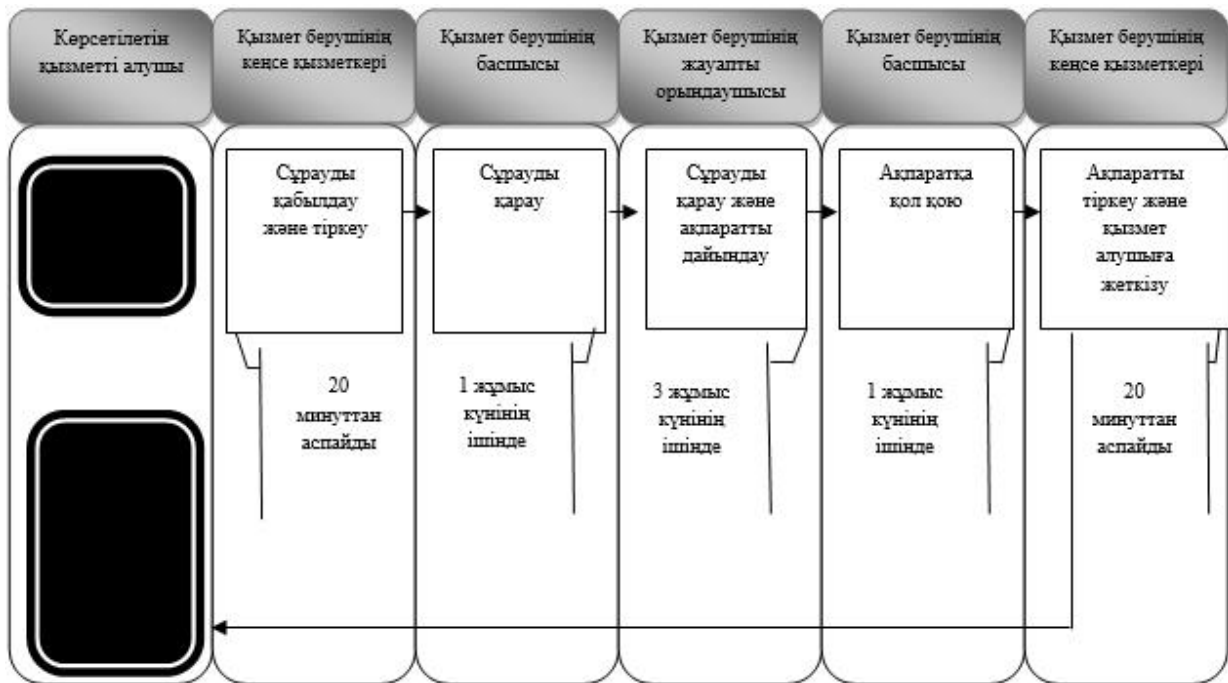 Көрсетілетін
қызметті алушы
Қызмет берушінің
кеңсе қызметкері
Қызмет берушінің
басшысы
Қызмет берушінің
жауапты
орындаушысы
Қызмет берушінің
басшысы
Қызмет берушінің
кеңсе қызметкері
Сұрауды
қабылдау
және тіркеу
Сұрауды
қарау
Сұрауды
қарау және
ақпаратты
дайындау
Ақпаратқа
қол қою
Ақпаратты
тіркеу және
қызмет
алушыға
жеткізу
20
минуттан
аспайды
1 жұмыс
күнінің
ішінде
3 жұмыс
күнінің
ішінде
1 жұмыс
күнінің
ішінде
20
минуттан
аспайды